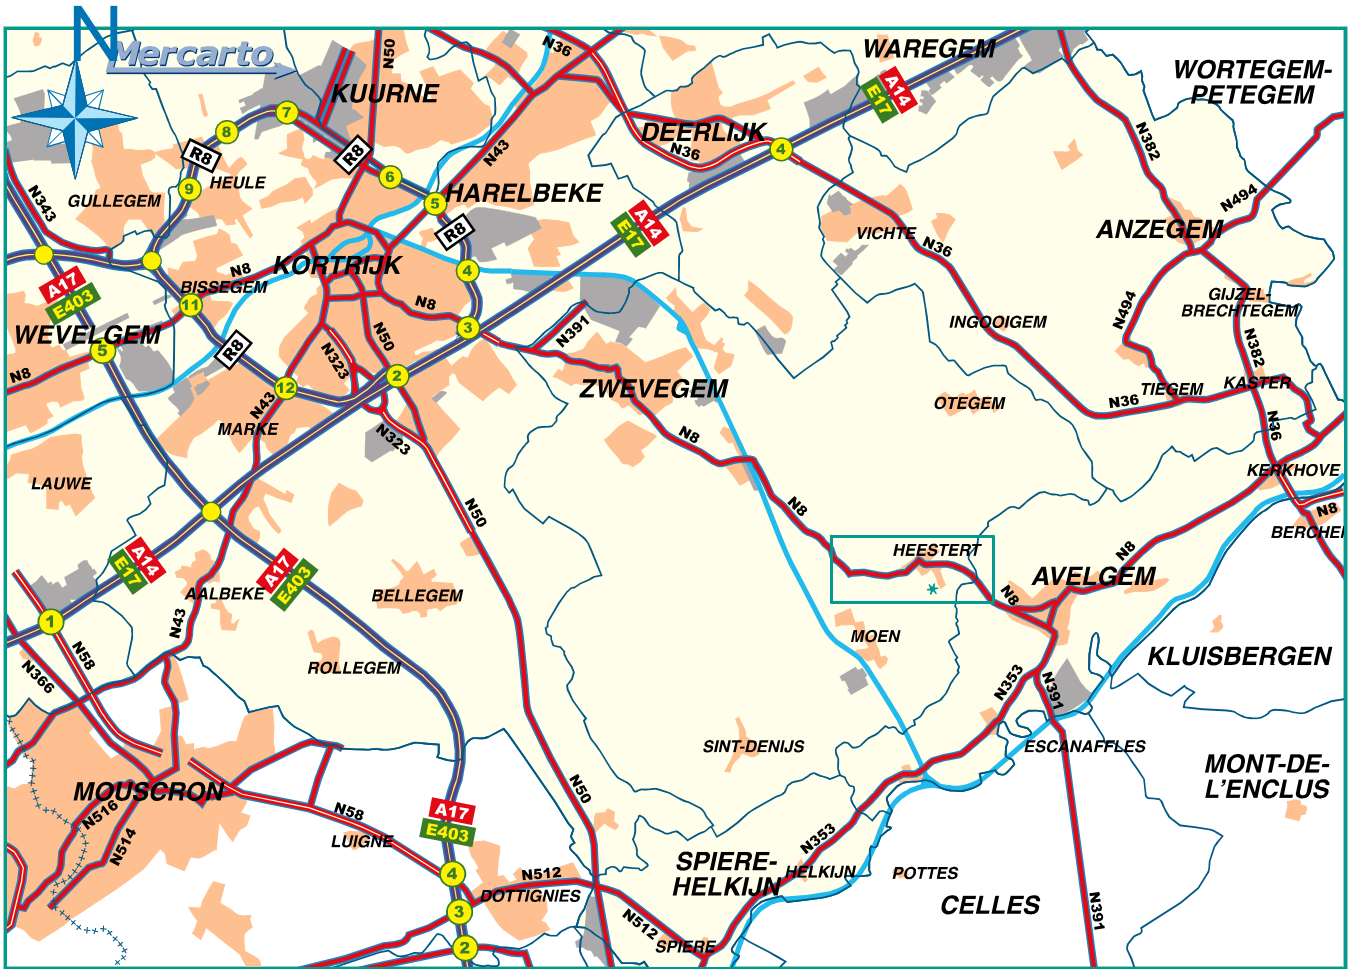 N
Mercarto
N50
N36
WAREGEM
A14
E17
WORTEGEM-
PETEGEM
KUURNE
7
8
R8
R8
DEERLIJK
N36
4
N43
N382
6
9
HEULE
GULLEGEM
N343
5
HARELBEKE
N494
R8
A14
E17
VICHTE
N36
ANZEGEM
KORTRIJK
4
N8
BISSEGEM
A17
E403
11
N8
3
N391
N494
GIJZEL-
BRECHTEGEM
INGOOIGEM
WEVELGEM
5
R8
N323
N50
N382
N8
2
12
ZWEVEGEM
TIEGEM
KASTER
N36
OTEGEM
N43
MARKE
N323
N8
N36
LAUWE
KERKHOVE
N50
N8
N8
BERCHEM
HEESTERT
N8
A14
E17
A17
E403
AVELGEM
N8
AALBEKE
BELLEGEM
1
N43
MOEN
N58
N366
ROLLEGEM
KLUISBERGEN
N353
N391
SINT-DENIJS
ESCANAFFLES
MONT-DE-
L'ENCLUS
MOUSCRON
N50
N516
N58
A17
E403
N514
LUIGNE
N353
SPIERE-
HELKIJN
HELKIJN
POTTES
4
N512
DOTTIGNIES
CELLES
3
N512
N391
2
SPIERE